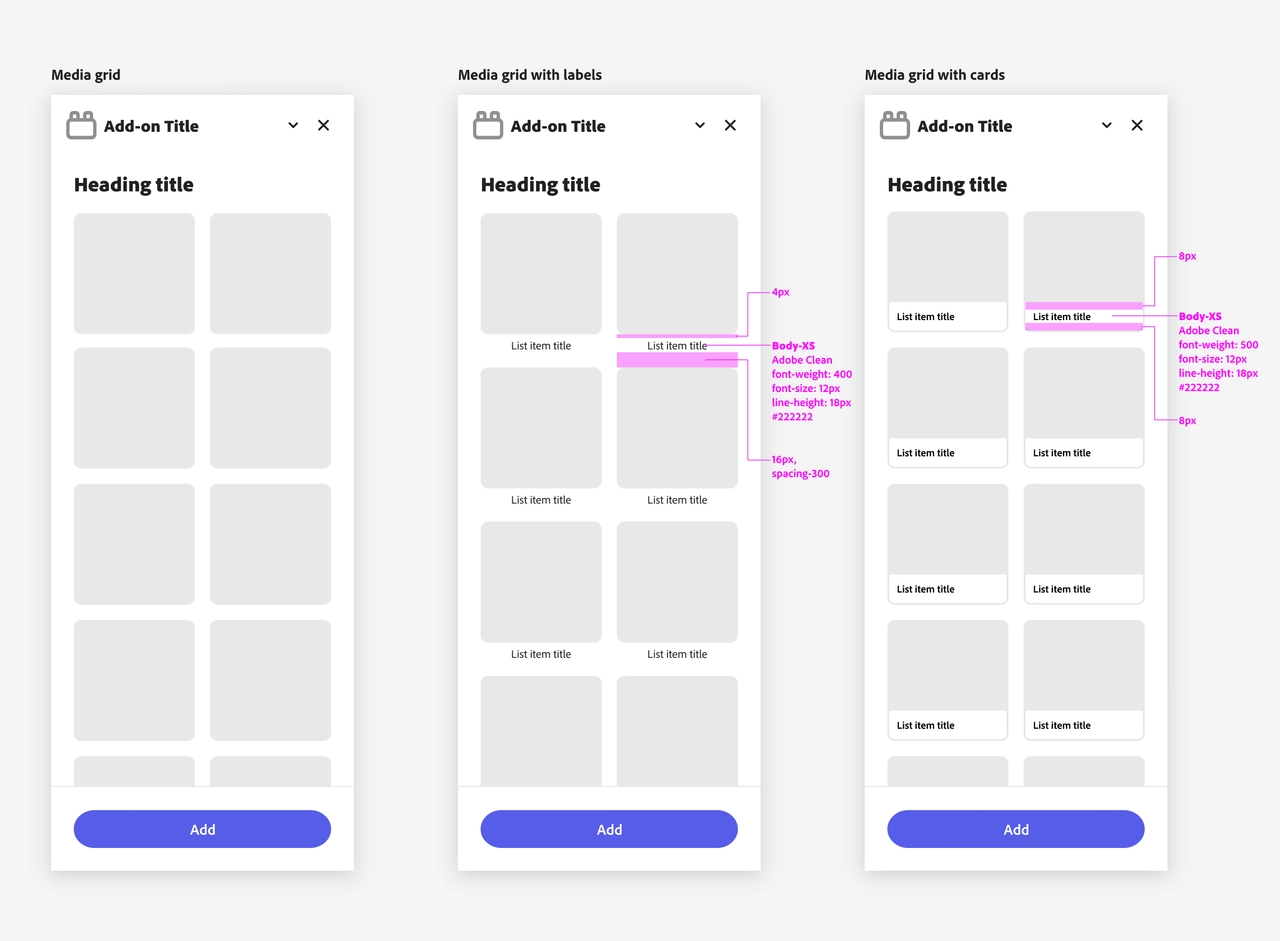 Media grid
Add-on Title
Heading title
Add
Media grid with labels
Add-on Title
Heading title
List item title
List item title
List item title
List item title
List item title
List item title
Add
4px
Body-XS
Adobe Clean
font-weight: 400
font-size: 12px
line-height: 18px
#222222
16px,
spacing-300
Media grid with cards
Add-on Title
Heading title
List item title
List item title
List item title
List item title
List item title
List item title
List item title
List item title
Add
8px
Body-XS
Adobe Clean
font-weight: 500
font-size: 12px
line-height: 18px
#222222
8px